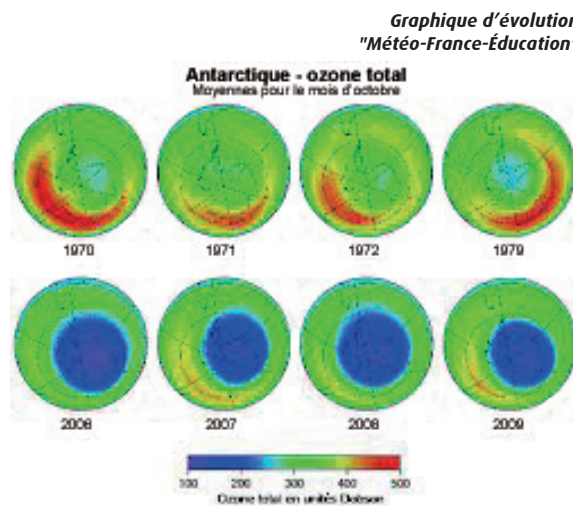 Graphique d'évolution
"Météo-France-Éducation"
Antarctique - ozone total
Moyennes pour le mois d'octobre
1970 1971 1972 1979
2006 2007 2008 2009
100 200 300 400 500
Ozone total en unités Dobson